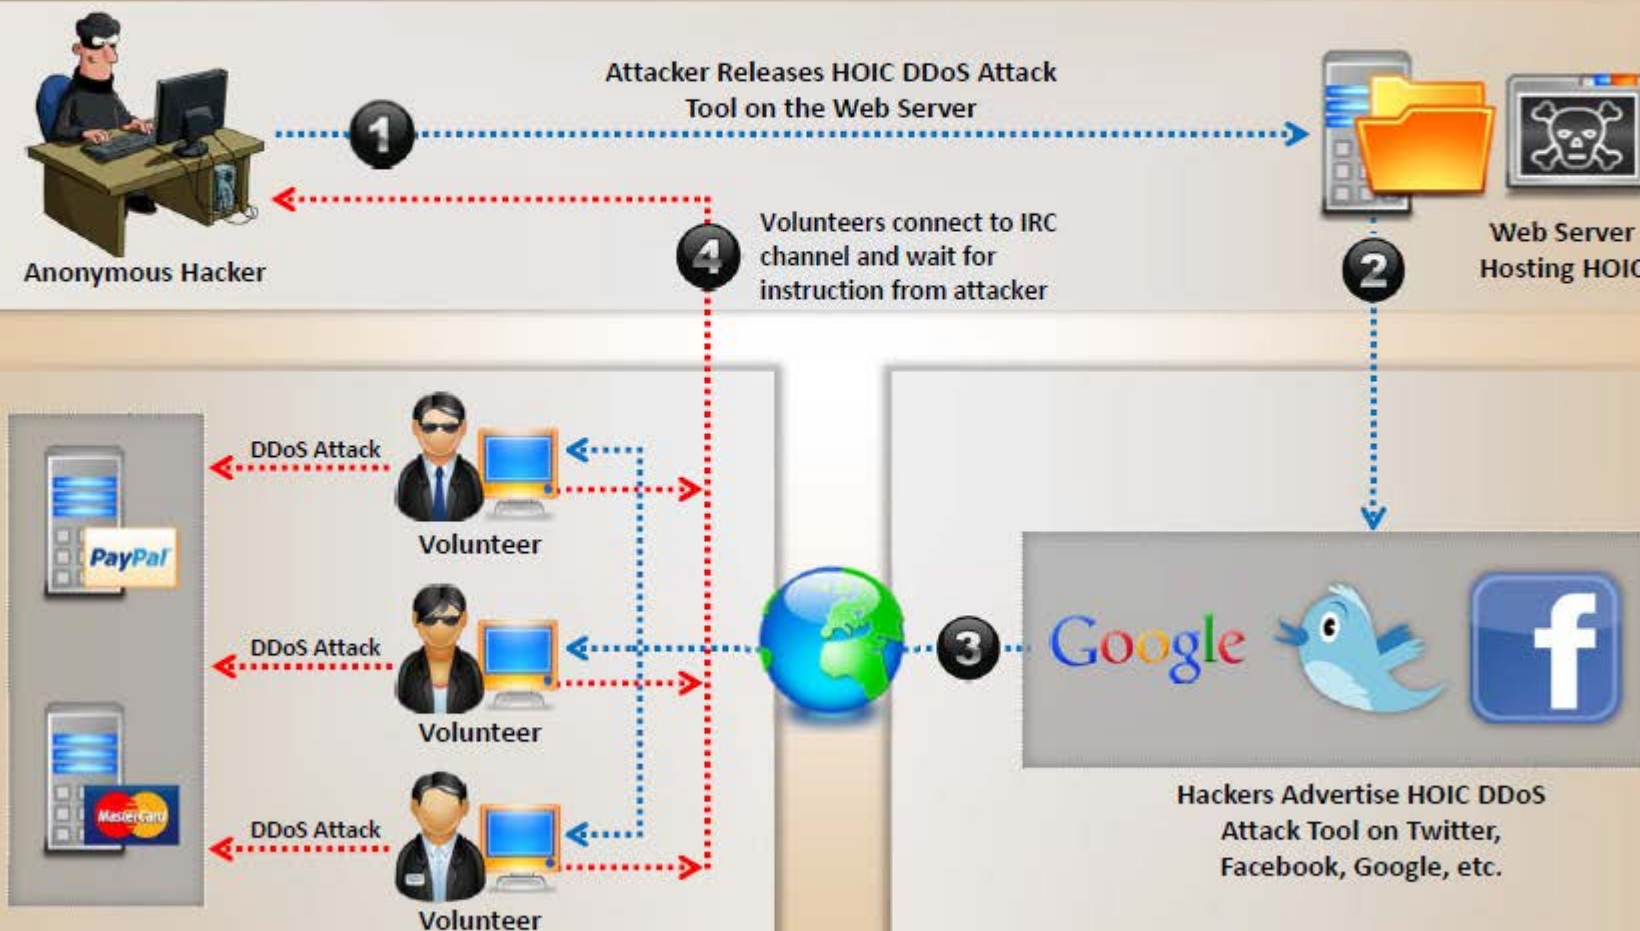 Attacker Releases HOIC DDoS Attack
Tool on the Web Server
1
Anonymous Hacker
4
Volunteers connect to IRC
channel and wait for
instruction from attacker
2
Web Server
Hosting HOIC
DDoS Attack
Volunteer
PayPal
DDoS Attack
Volunteer
3
Google
f
MasterCard
DDoS Attack
Volunteer
Hackers Advertise HOIC DDoS
Attack Tool on Twitter,
Facebook, Google, etc.